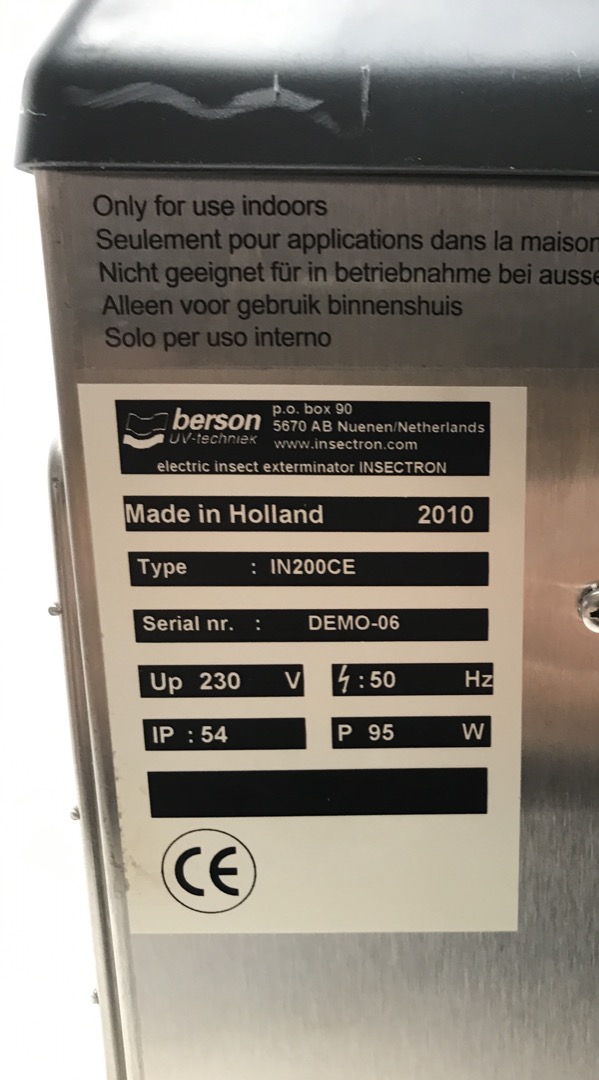 Only for use indoors
Seulement pour applications dans la maison
Nicht geeignet für in betriebnahme bei ausse
Alleen voor gebruik binnenshuis
Solo per uso interno
berson
UV-techniek
p.o. box 90
5670 AB Nuenen/Netherlands
www.insectron.com
electric insect exterminator INSECTRON
Made in Holland 2010
Type : IN200CE
Serial nr. : DEMO-06
Up 230 V : 50 Hz
IP : 54 P 95 W
CE